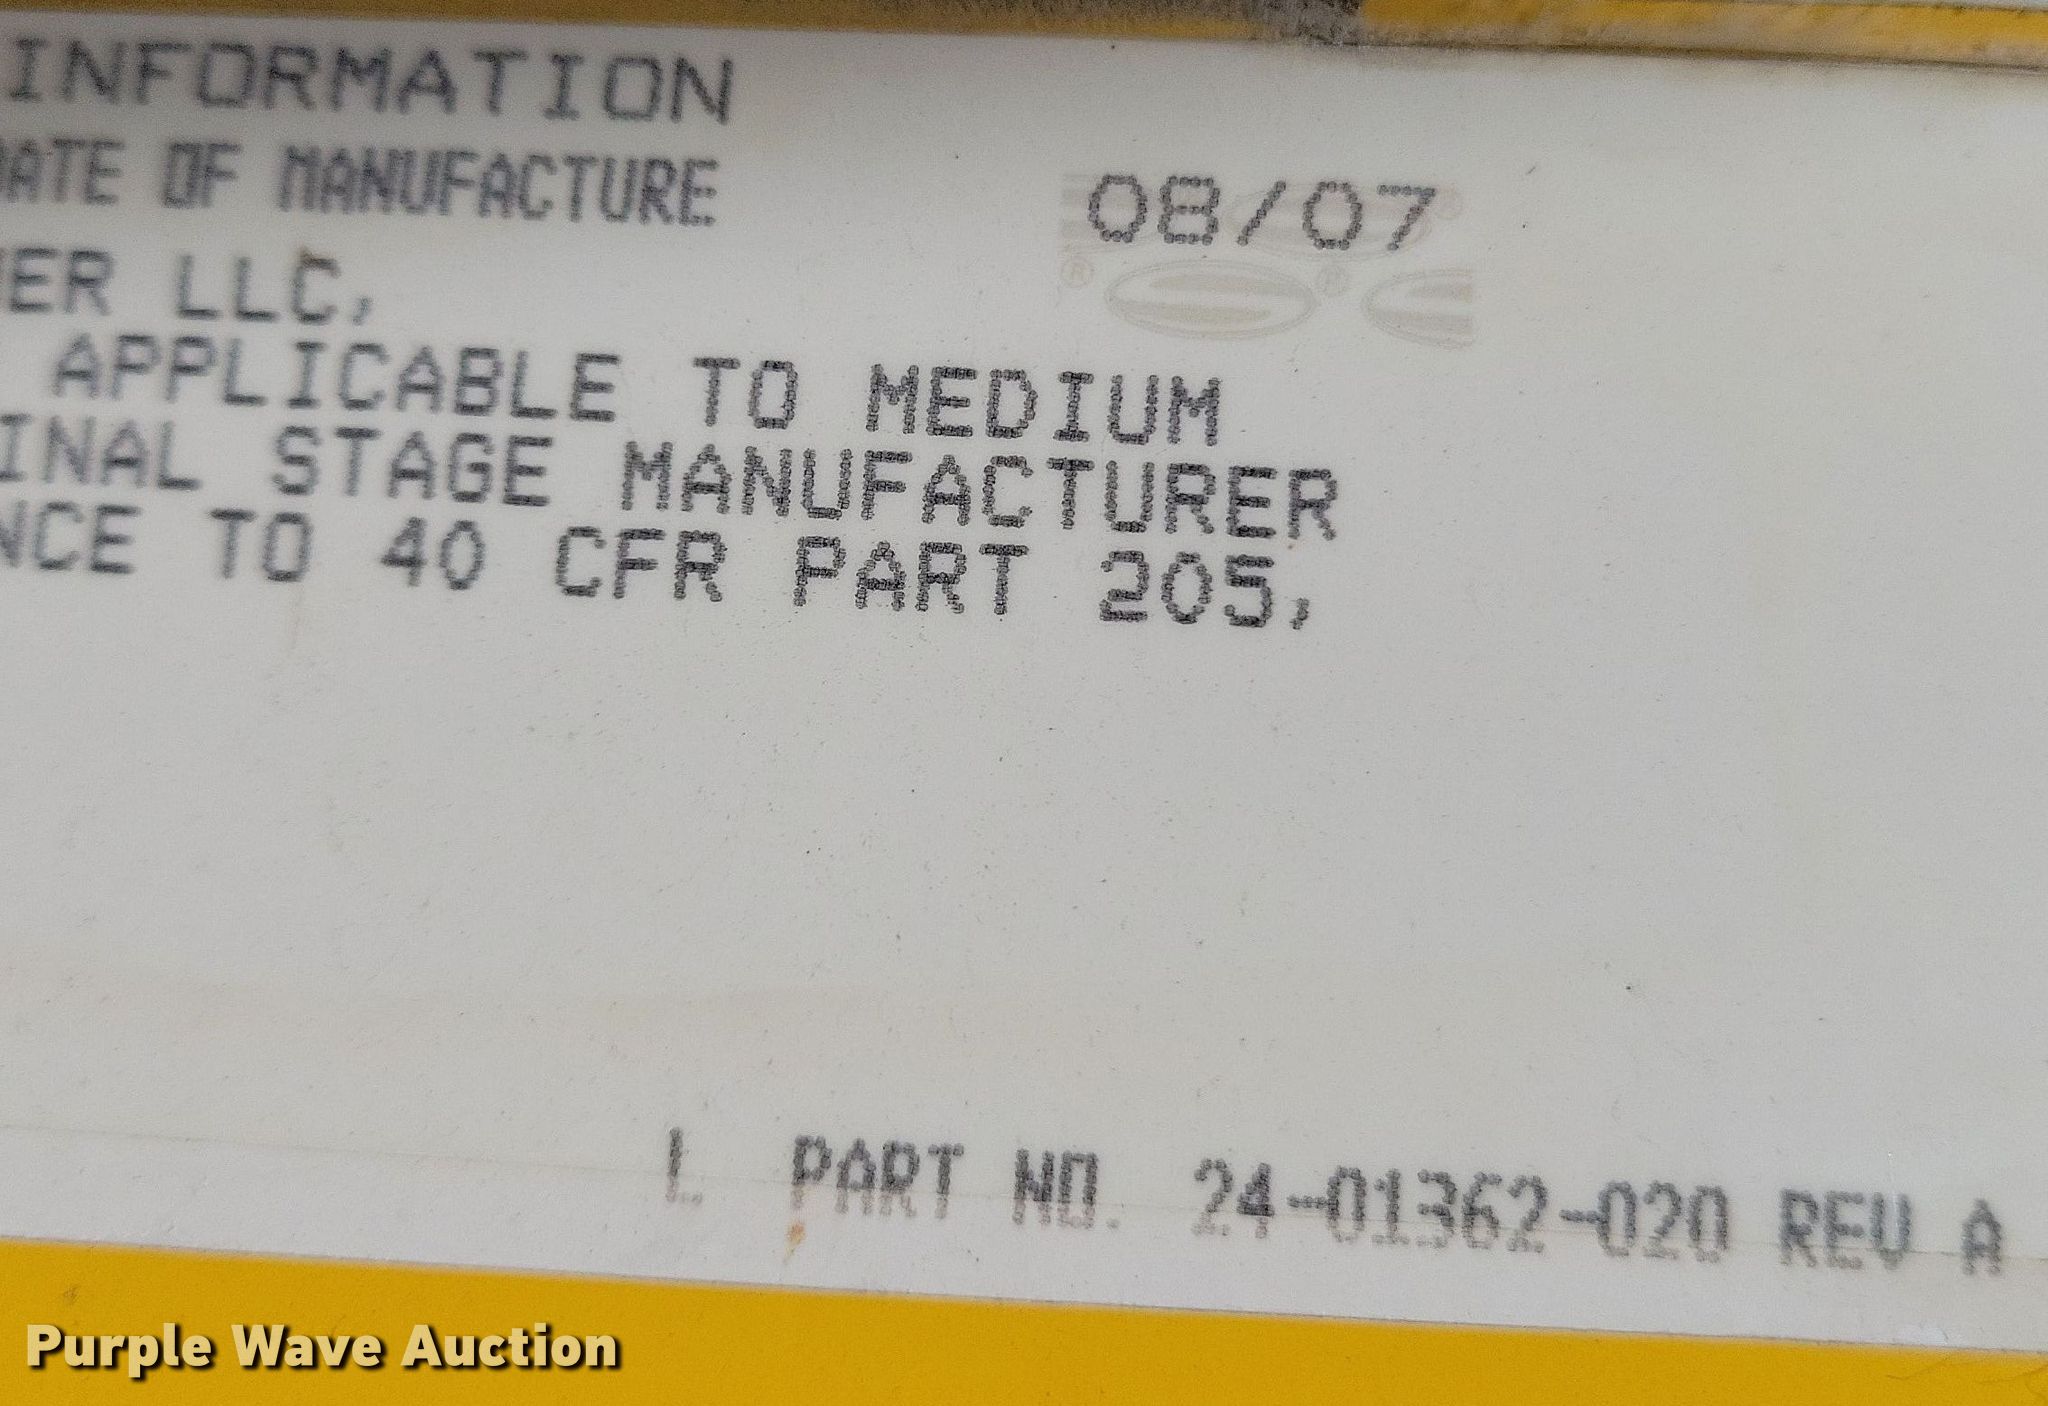 INFORMATION
DATE OF MANUFACTURE 08/07
ER LLC,
APPLICABLE TO MEDIUM
INAL STAGE MANUFACTURER
NCE TO 40 CFR PART 205,
L PART NO. 24-01362-020 REV A
Purple Wave Auction